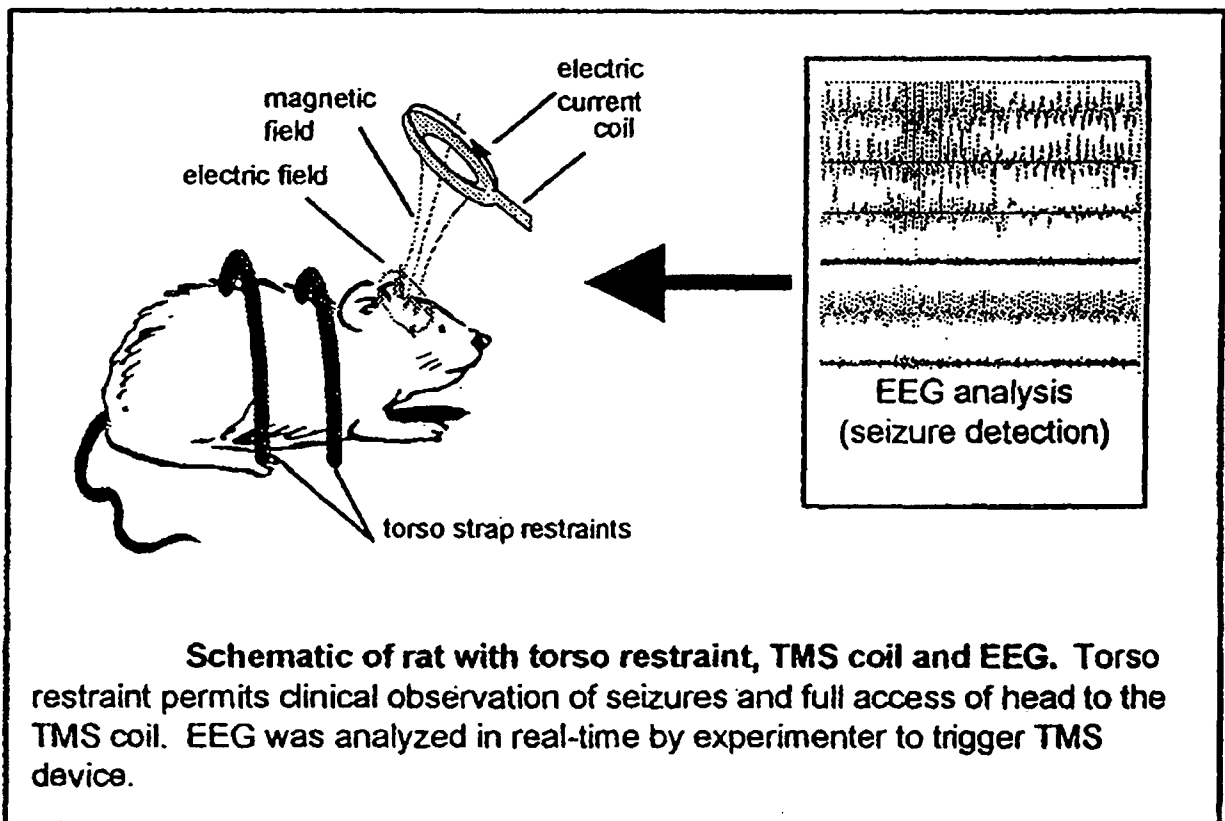 electric
current
coil
magnetic
field
electric field
torso strap restraints
EEG analysis
(seizure detection)
Schematic of rat with torso restraint, TMS coil and EEG. Torso
restraint permits clinical observation of seizures and full access of head to the
TMS coil. EEG was analyzed in real-time by experimenter to trigger TMS
device.